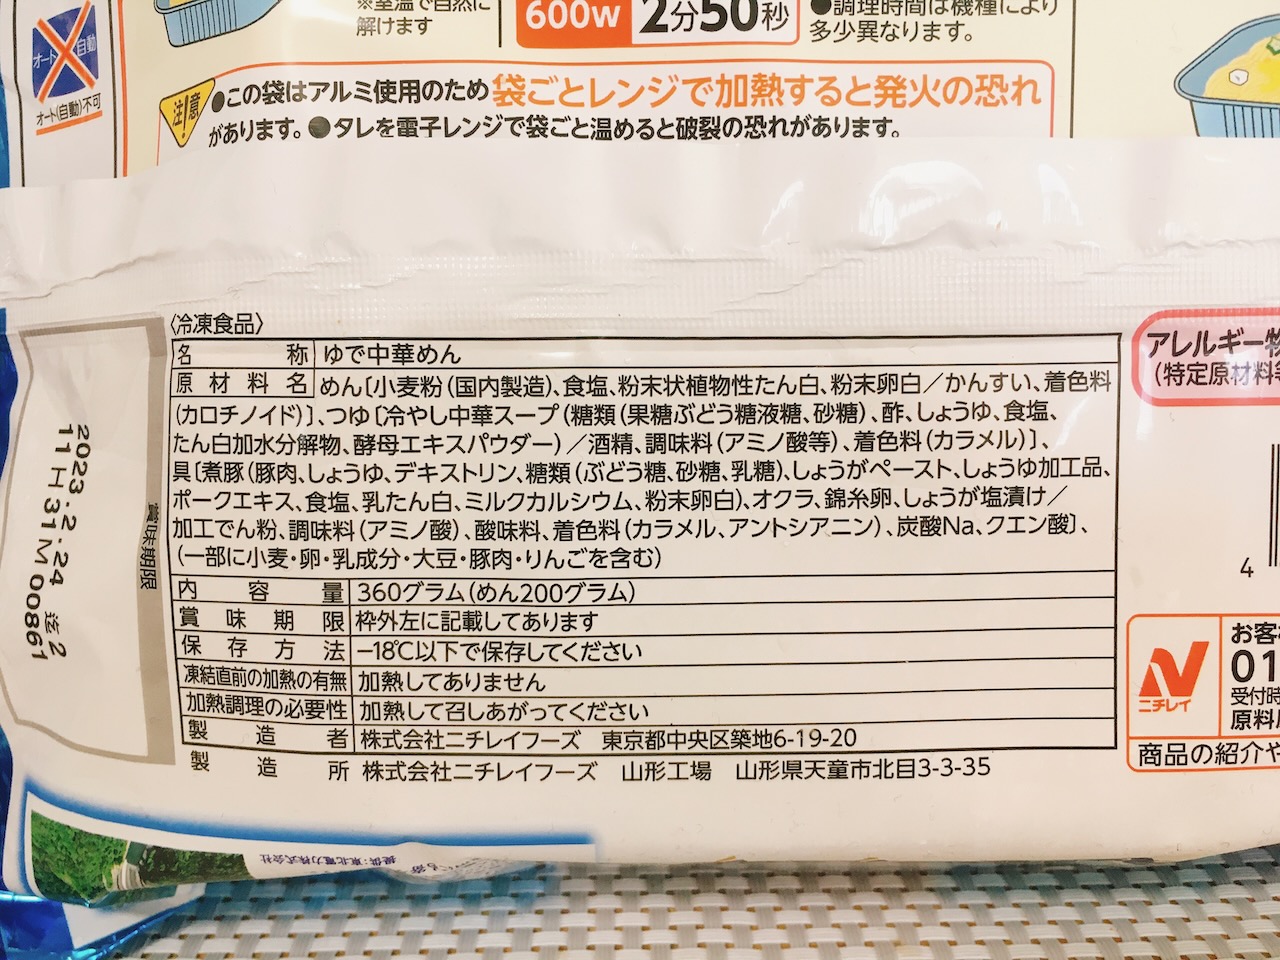 ※室温で自然に
解けます
600w 2分50秒
●調理時間は機種により
多少異なります。
オート 自動
オート(自動)不可
注意
●この袋はアルミ使用のため袋ごとレンジで加熱すると発火の恐れ
があります。●タレを電子レンジで袋ごと温めると破裂の恐れがあります。
〈冷凍食品〉
名称 ゆで中華めん
原材料名 めん〔小麦粉(国内製造)、食塩、粉末状植物性たん白、粉末卵白／かんすい、着色料
(カロチノイド)〕、つゆ〔冷やし中華スープ(糖類(果糖ぶどう糖液糖、砂糖)、酢、しょうゆ、食塩、
たん白加水分解物、酵母エキスパウダー)／酒精、調味料(アミノ酸等)、着色料(カラメル)〕、
具〔煮豚(豚肉、しょうゆ、デキストリン、糖類(ぶどう糖、砂糖、乳糖)、しょうがペースト、しょうゆ加工品、
ポークエキス、食塩、乳たん白、ミルクカルシウム、粉末卵白)、オクラ、錦糸卵、しょうが塩漬け／
加工でん粉、調味料(アミノ酸)、酸味料、着色料(カラメル、アントシアニン)、炭酸Na、クエン酸〕、
(一部に小麦・卵・乳成分・大豆・豚肉・りんごを含む)
内容量 360グラム(めん200グラム)
賞味期限 枠外左に記載してあります
保存方法 −18℃以下で保存してください
凍結直前の加熱の有無 加熱してありません
加熱調理の必要性 加熱して召しあがってください
製造者 株式会社ニチレイフーズ 東京都中央区築地6-19-20
製造所 株式会社ニチレイフーズ 山形工場 山形県天童市北目3-3-35
賞味期限
2023.2.24 迄2
11H31M00861
アレルギー物
(特定原材料等
4
ニチレイ
お客
01
受付時
原料
商品の紹介や
提供:東北電力株式会社